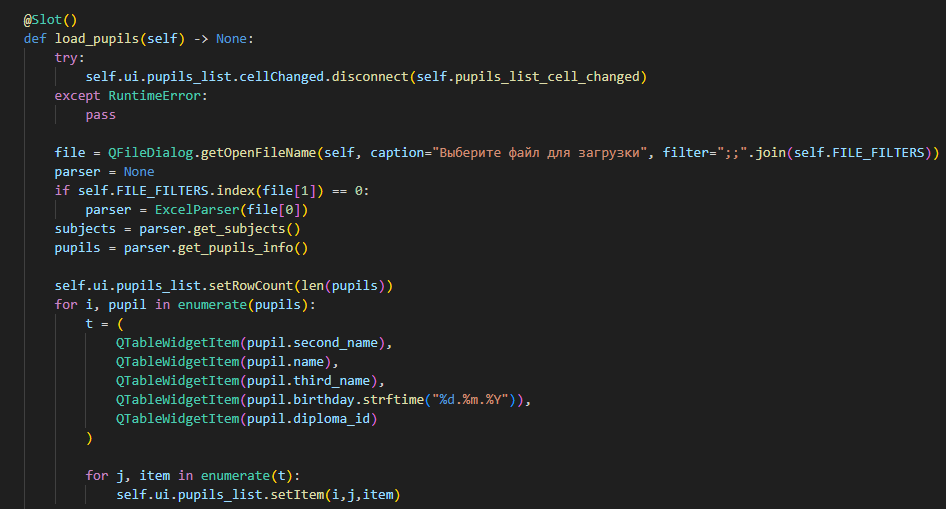 @Slot()
def load_pupils(self) -> None:
    try:
        self.ui.pupils_list.cellChanged.disconnect(self.pupils_list_cell_changed)
    except RuntimeError:
        pass

    file = QFileDialog.getOpenFileName(self, caption="Выберите файл для загрузки", filter=";;".join(self.FILE_FILTERS))
    parser = None
    if self.FILE_FILTERS.index(file[1]) == 0:
        parser = ExcelParser(file[0])
    subjects = parser.get_subjects()
    pupils = parser.get_pupils_info()

    self.ui.pupils_list.setRowCount(len(pupils))
    for i, pupil in enumerate(pupils):
        t = (
            QTableWidgetItem(pupil.second_name),
            QTableWidgetItem(pupil.name),
            QTableWidgetItem(pupil.third_name),
            QTableWidgetItem(pupil.birthday.strftime("%d.%m.%Y")),
            QTableWidgetItem(pupil.diploma_id)
        )

        for j, item in enumerate(t):
            self.ui.pupils_list.setItem(i,j,item)